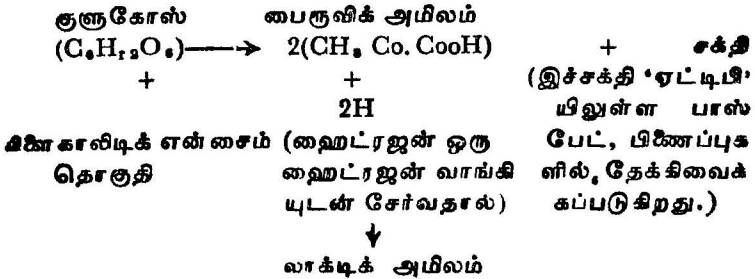 குளுகோஸ் பைருவிக் அமிலம்
(C₆H₁₂O₆)⟶ 2(CH₃ Co. CooH) + சக்தி
+ + (இச்சக்தி ‘ஏட்டிபி’
2H யிலுள்ள பாஸ்
கிளைகாலிடிக் என்சைம் (ஹைட்ரஜன் ஒரு பேட், பிணைப்புக
தொகுதி ஹைட்ரஜன் வாங்கி ளில், தேக்கிவைக்
யுடன் சேர்வதால்) கப்படுகிறது.)
↓
லாக்டிக் அமிலம்